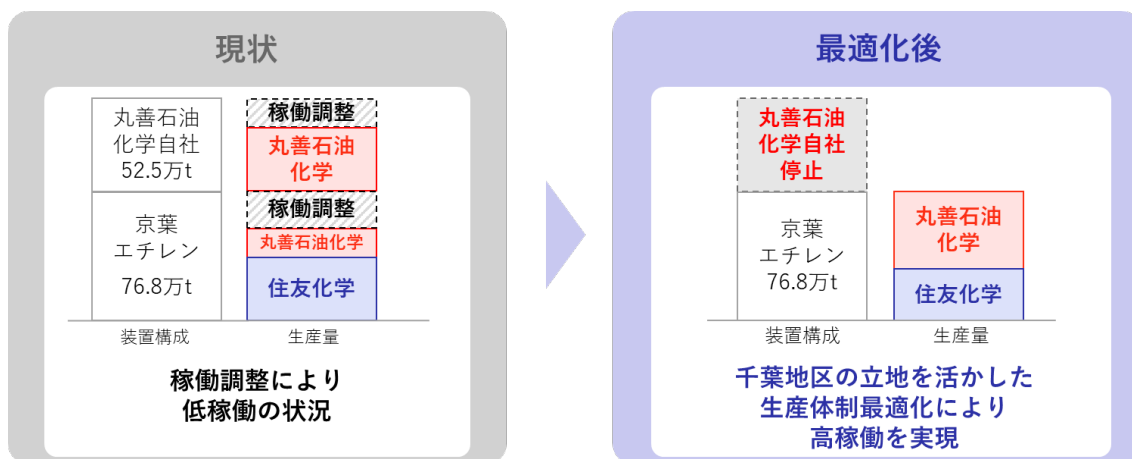 現状
丸善石油
化学自社
52.5万t
京葉
エチレン
76.8万t
稼働調整
丸善石油
化学
稼働調整
丸善石油化学
住友化学
装置構成
生産量
稼働調整により
低稼働の状況
最適化後
丸善石油
化学自社
停止
京葉
エチレン
76.8万t
丸善石油
化学
住友化学
装置構成
生産量
千葉地区の立地を活かした
生産体制最適化により
高稼働を実現